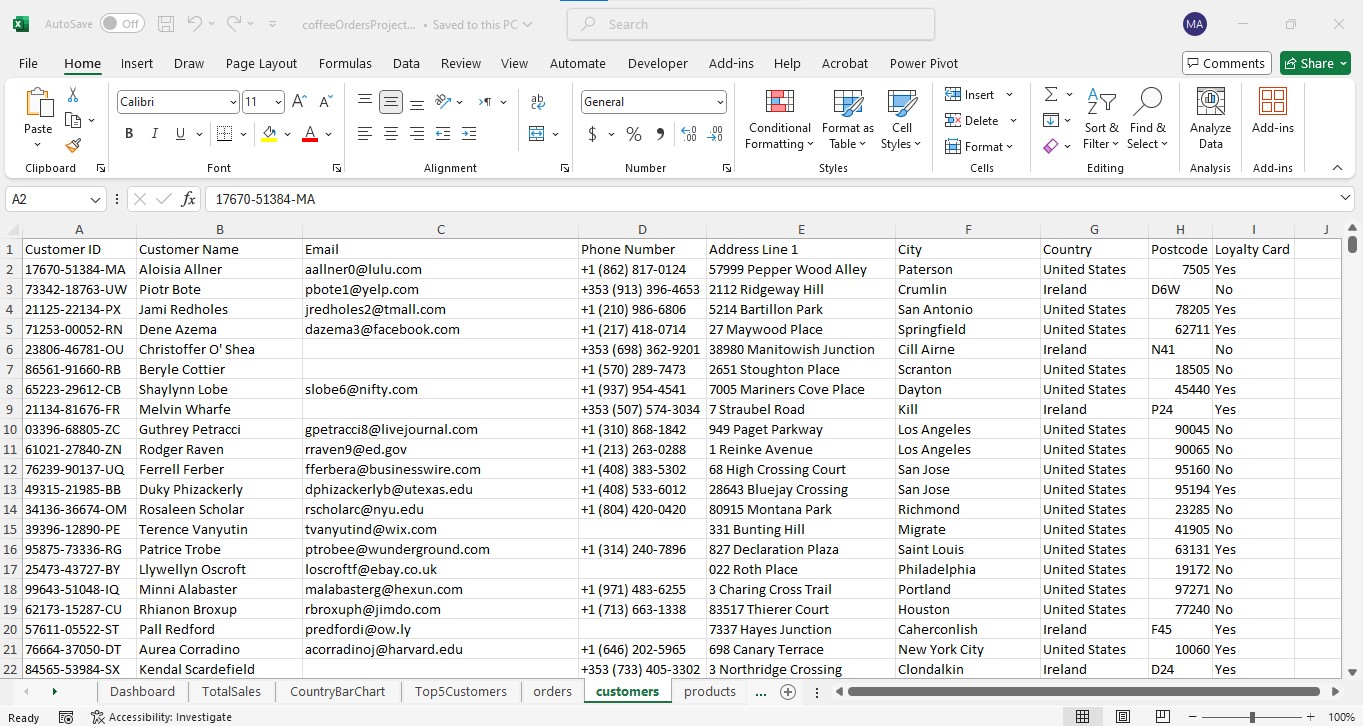 AutoSave Off coffeeOrdersProject... • Saved to this PC Search MA
File Home Insert Draw Page Layout Formulas Data Review View Automate Developer Add-ins Help Acrobat Power Pivot Comments Share
Paste Calibri 11 General Insert Delete Format
B I U $ % Conditional Formatting Format as Table Cell Styles Sort & Filter Find & Select Analyze Data Add-ins
Clipboard Font Alignment Number Styles Cells Editing Analysis Add-ins
A2 fx 17670-51384-MA
A B C D E F G H I J
1 Customer ID Customer Name Email Phone Number Address Line 1 City Country Postcode Loyalty Card
2 17670-51384-MA Aloisia Allner aallner0@lulu.com +1 (862) 817-0124 57999 Pepper Wood Alley Paterson United States 7505 Yes
3 73342-18763-UW Piotr Bote pbote1@yelp.com +353 (913) 396-4653 2112 Ridgeway Hill Crumlin Ireland D6W No
4 21125-22134-PX Jami Redholes jredholes2@tmall.com +1 (210) 986-6806 5214 Bartillon Park San Antonio United States 78205 Yes
5 71253-00052-RN Dene Azema dazema3@facebook.com +1 (217) 418-0714 27 Maywood Place Springfield United States 62711 Yes
6 23806-46781-OU Christoffer O' Shea +353 (698) 362-9201 38980 Manitowish Junction Cill Airne Ireland N41 No
7 86561-91660-RB Beryle Cottier +1 (570) 289-7473 2651 Stoughton Place Scranton United States 18505 No
8 65223-29612-CB Shaylynn Lobe slobe6@nifty.com +1 (937) 954-4541 7005 Mariners Cove Place Dayton United States 45440 Yes
9 21134-81676-FR Melvin Wharfe +353 (507) 574-3034 7 Straubel Road Kill Ireland P24 Yes
10 03396-68805-ZC Guthrey Petracci gpetracci8@livejournal.com +1 (310) 868-1842 949 Paget Parkway Los Angeles United States 90045 No
11 61021-27840-ZN Rodger Raven rraven9@ed.gov +1 (213) 263-0288 1 Reinke Avenue Los Angeles United States 90065 No
12 76239-90137-UQ Ferrell Ferber fferbera@businesswire.com +1 (408) 383-5302 68 High Crossing Court San Jose United States 95160 No
13 49315-21985-BB Duky Phizackerly dphizackerlyb@utexas.edu +1 (408) 533-6012 28643 Bluejay Crossing San Jose United States 95194 Yes
14 34136-36674-OM Rosaleen Scholar rscholarc@nyu.edu +1 (804) 420-0420 80915 Montana Park Richmond United States 23285 No
15 39396-12890-PE Terence Vanyutin tvanyutind@wix.com 331 Bunting Hill Migrate United States 41905 No
16 95875-73336-RG Patrice Trobe ptrobee@wunderground.com +1 (314) 240-7896 827 Declaration Plaza Saint Louis United States 63131 Yes
17 25473-43727-BY Llywellyn Oscroft loscroftf@ebay.co.uk 022 Roth Place Philadelphia United States 19172 No
18 99643-51048-IQ Minni Alabaster malabasterg@hexun.com +1 (971) 483-6255 3 Charing Cross Trail Portland United States 97271 No
19 62173-15287-CU Rhianon Broxup rbroxuph@jimdo.com +1 (713) 663-1338 83517 Thierer Court Houston United States 77240 No
20 57611-05522-ST Pall Redford predfordi@ow.ly 7337 Hayes Junction Caherconlish Ireland F45 Yes
21 76664-37050-DT Aurea Corradino acorradinoj@harvard.edu +1 (646) 202-5965 698 Canary Terrace New York City United States 10060 Yes
22 84565-53984-SX Kendal Scardefield +353 (733) 405-3302 3 Northridge Crossing Clondalkin Ireland D24 Yes
Dashboard TotalSales CountryBarChart Top5Customers orders customers products ...
Ready Accessibility: Investigate 100%